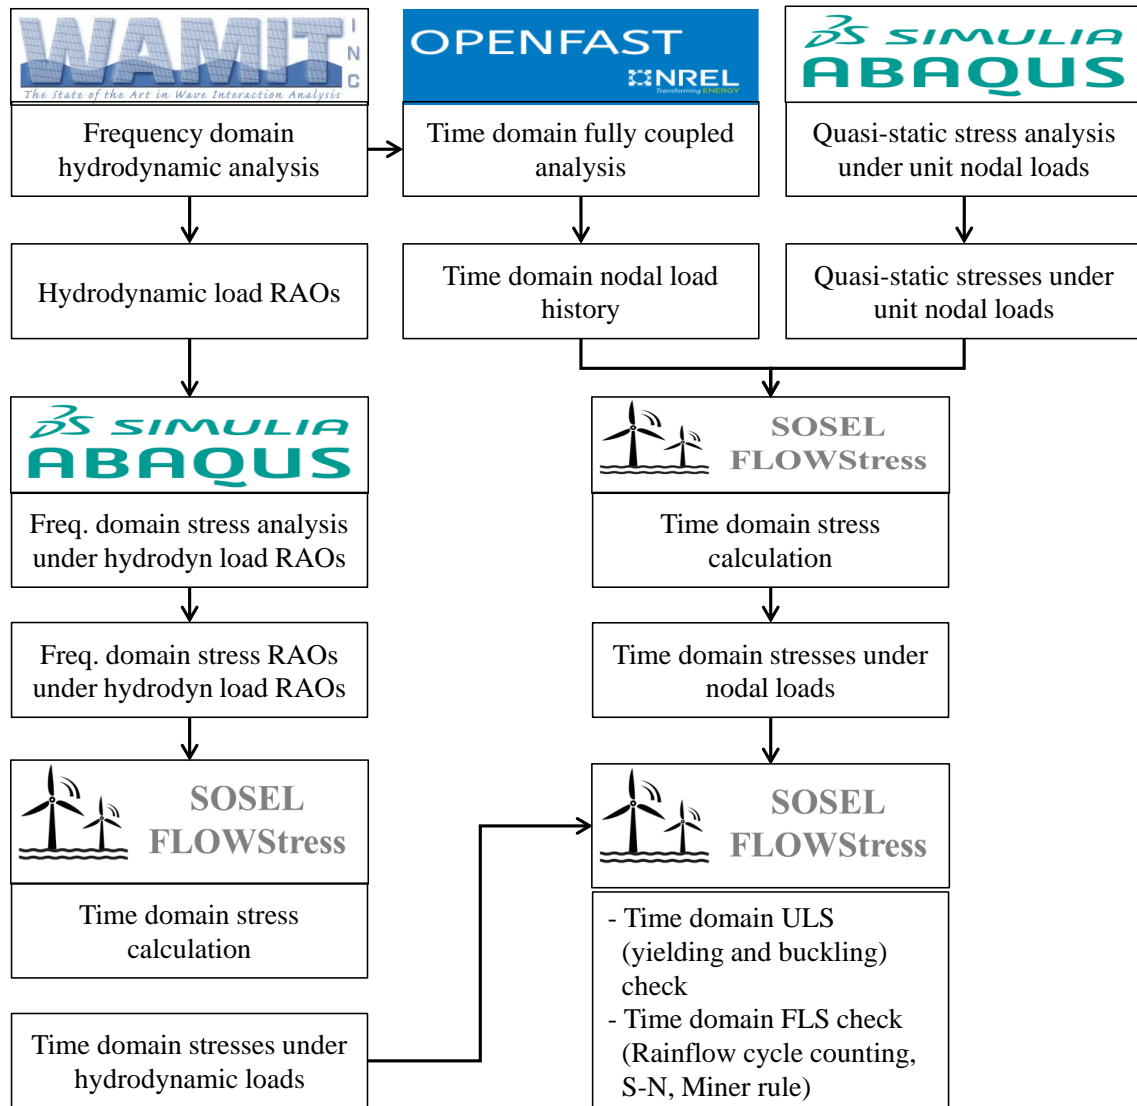 WAMIT INC
The State of the Art in Wave Interaction Analysis
Frequency domain
hydrodynamic analysis
OPENFAST
NREL
Transforming ENERGY
Time domain fully coupled
analysis
DS SIMULIA
ABAQUS
Quasi-static stress analysis
under unit nodal loads
Hydrodynamic load RAOs
Time domain nodal load
history
Quasi-static stresses under
unit nodal loads
DS SIMULIA
ABAQUS
Freq. domain stress analysis
under hydrodyn load RAOs
SOSEL
FLOWStress
Time domain stress
calculation
Freq. domain stress RAOs
under hydrodyn load RAOs
Time domain stresses under
nodal loads
SOSEL
FLOWStress
Time domain stress
calculation
SOSEL
FLOWStress
- Time domain ULS
(yielding and buckling)
check
- Time domain FLS check
(Rainflow cycle counting,
S-N, Miner rule)
Time domain stresses under
hydrodynamic loads